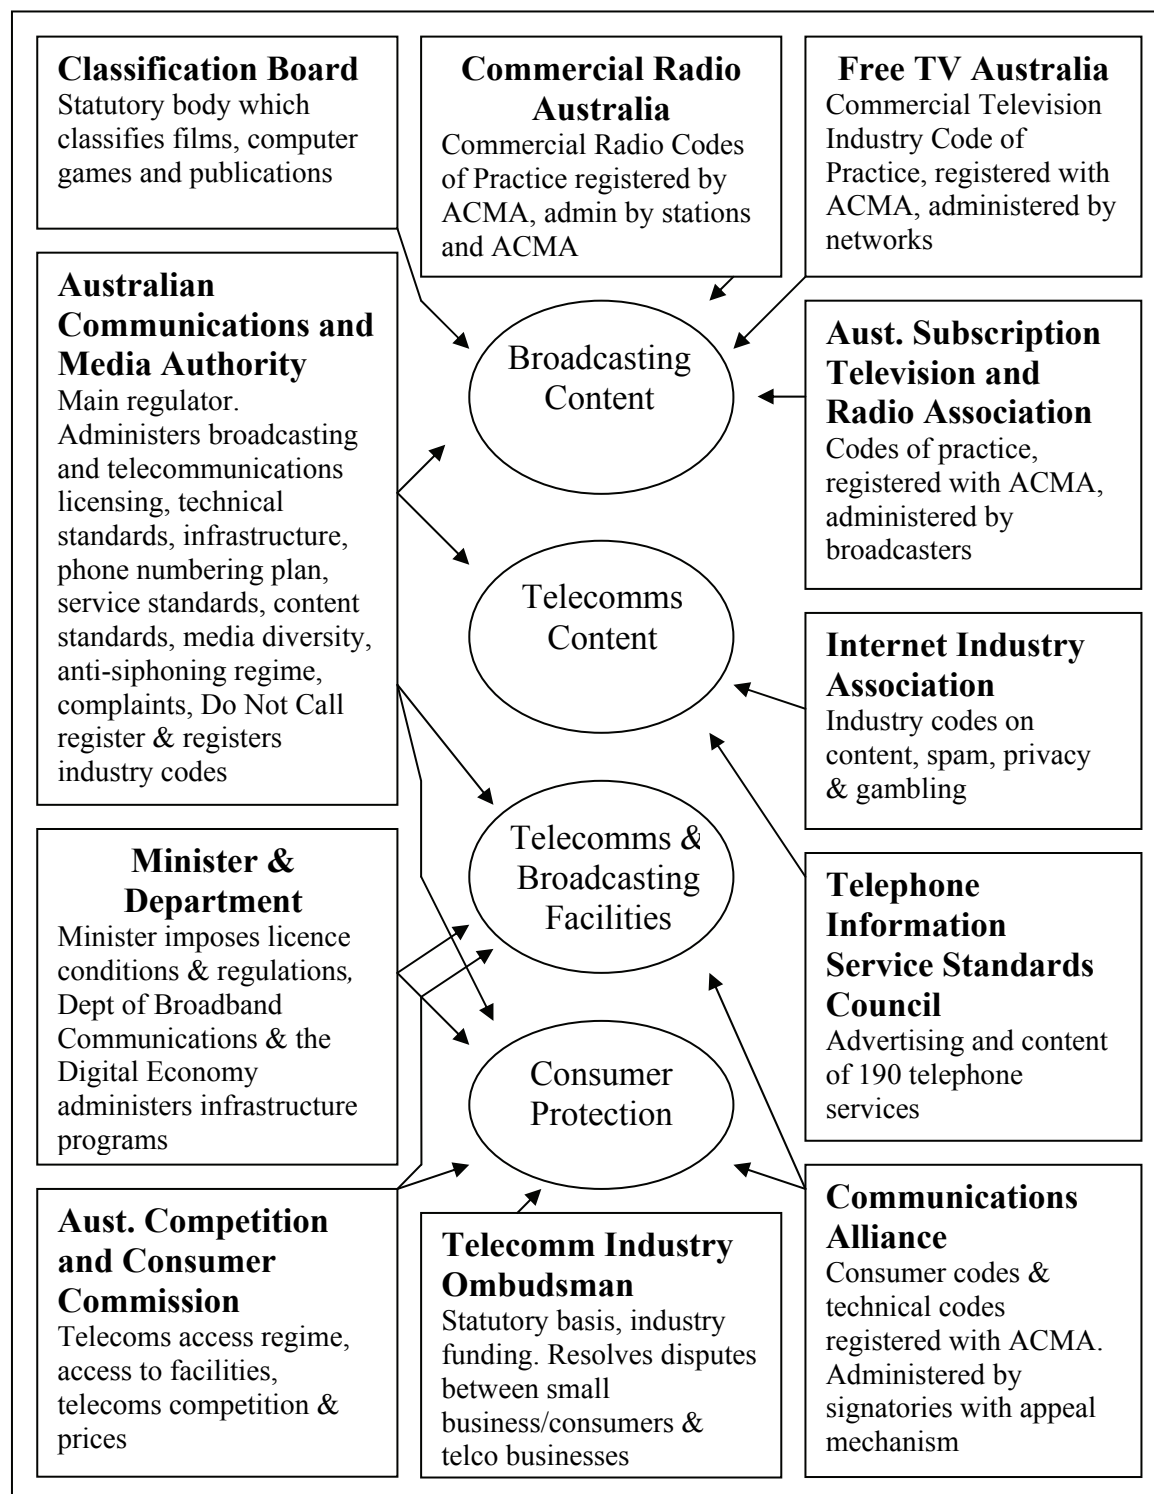 Classification Board
Statutory body which
classifies films, computer
games and publications
Commercial Radio
Australia
Commercial Radio Codes
of Practice registered by
ACMA, admin by stations
and ACMA
Free TV Australia
Commercial Television
Industry Code of
Practice, registered with
ACMA, administered by
networks
Australian
Communications and
Media Authority
Main regulator.
Administers broadcasting
and telecommunications
licensing, technical
standards, infrastructure,
phone numbering plan,
service standards, content
standards, media diversity,
anti-siphoning regime,
complaints, Do Not Call
register & registers
industry codes
Broadcasting
Content
Aust. Subscription
Television and
Radio Association
Codes of practice,
registered with ACMA,
administered by
broadcasters
Telecomms
Content
Internet Industry
Association
Industry codes on
content, spam, privacy
& gambling
Telecomms &
Broadcasting
Facilities
Minister &
Department
Minister imposes licence
conditions & regulations,
Dept of Broadband
Communications & the
Digital Economy
administers infrastructure
programs
Telephone
Information
Service Standards
Council
Advertising and content
of 190 telephone
services
Consumer
Protection
Aust. Competition
and Consumer
Commission
Telecoms access regime,
access to facilities,
telecoms competition &
prices
Telecomm Industry
Ombudsman
Statutory basis, industry
funding. Resolves disputes
between small
business/consumers &
telco businesses
Communications
Alliance
Consumer codes &
technical codes
registered with ACMA.
Administered by
signatories with appeal
mechanism